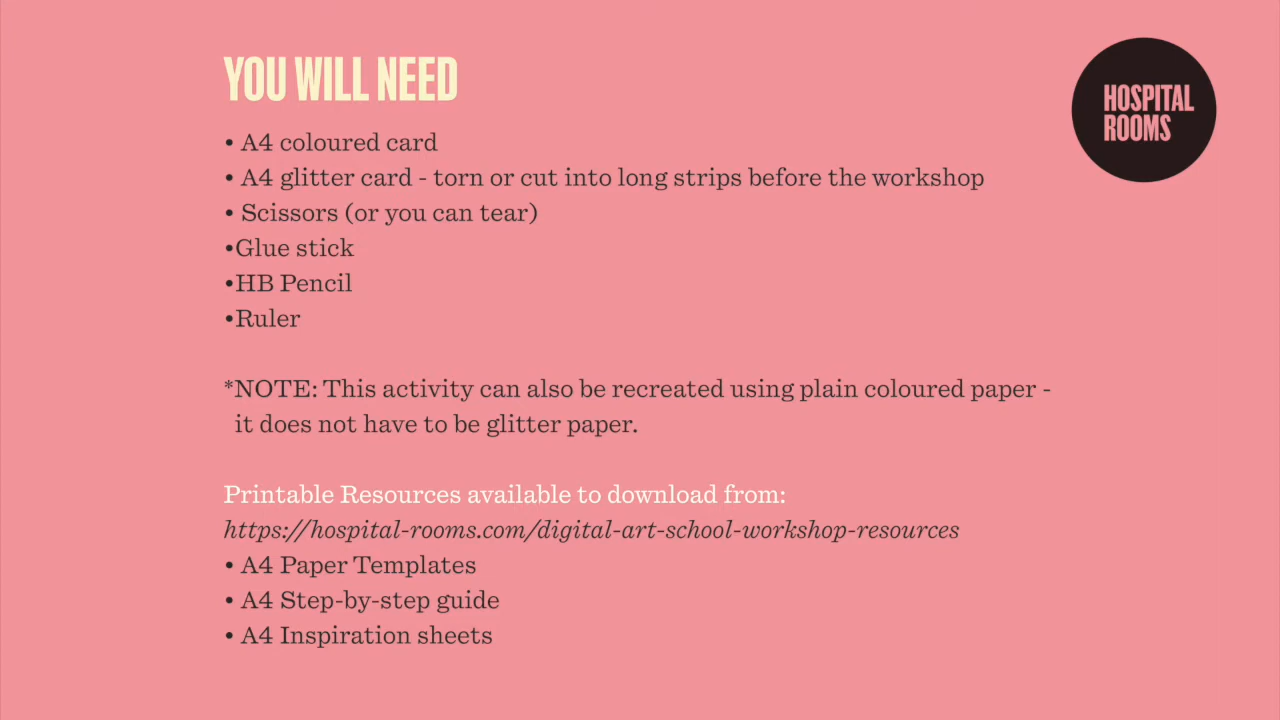 YOU WILL NEED
HOSPITAL
ROOMS
• A4 coloured card
• A4 glitter card - torn or cut into long strips before the workshop
• Scissors (or you can tear)
•Glue stick
•HB Pencil
•Ruler
*NOTE: This activity can also be recreated using plain coloured paper -
it does not have to be glitter paper.
Printable Resources available to download from:
https://hospital-rooms.com/digital-art-school-workshop-resources
• A4 Paper Templates
• A4 Step-by-step guide
• A4 Inspiration sheets